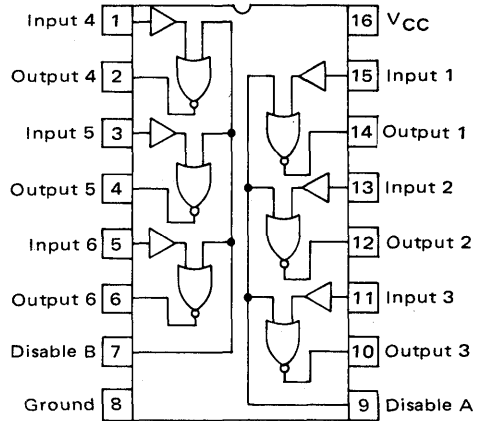 Input 4 1 16 VCC
Output 4 2 15 Input 1
Input 5 3 14 Output 1
Output 5 4 13 Input 2
Input 6 5 12 Output 2
Output 6 6 11 Input 3
Disable B 7 10 Output 3
Ground 8 9 Disable A